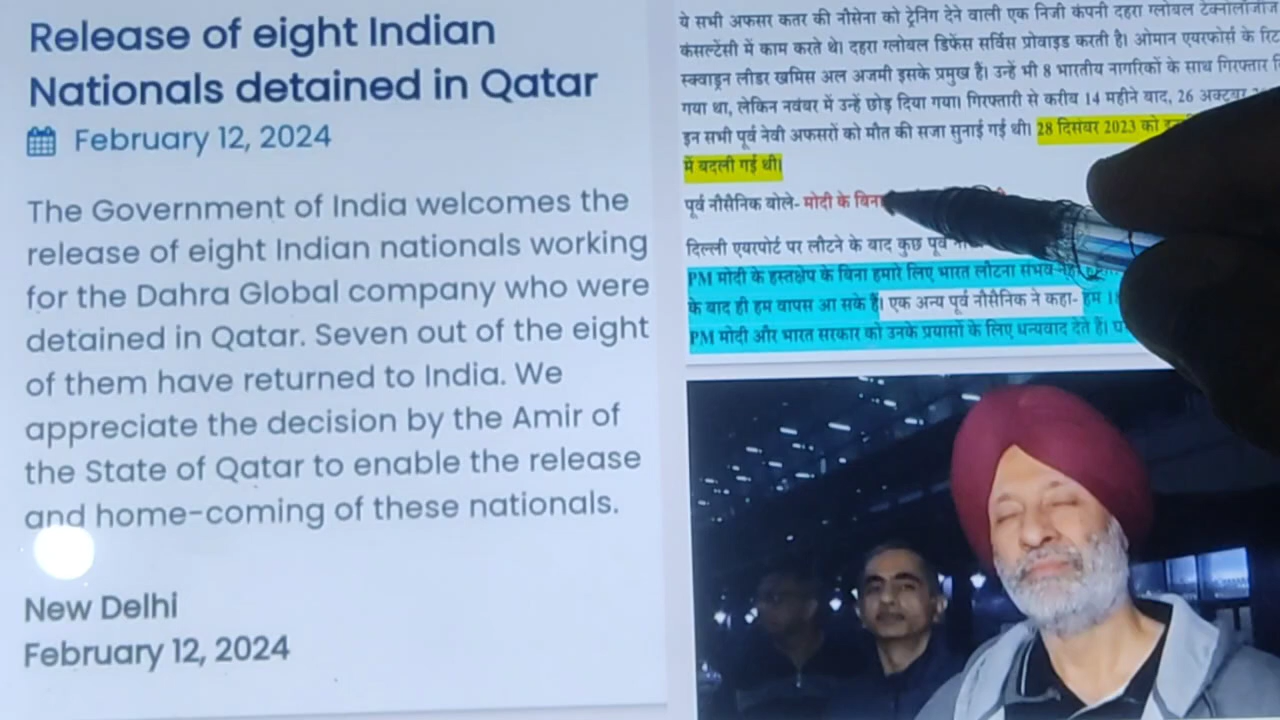 Release of eight Indian
Nationals detained in Qatar
February 12, 2024
The Government of India welcomes the
release of eight Indian nationals working
for the Dahra Global company who were
detained in Qatar. Seven out of the eight
of them have returned to India. We
appreciate the decision by the Amir of
the State of Qatar to enable the release
and home-coming of these nationals.
New Delhi
February 12, 2024
ये सभी अफसर कतर की नौसेना को ट्रेनिंग देने वाली एक निजी कंपनी दहरा ग्लोबल टेक्नोलॉजीज
कंसल्टेंसी में काम करते थे। दहरा ग्लोबल डिफेंस सर्विस प्रोवाइड करती है। ओमान एयरफोर्स के
स्क्वाड्रन लीडर खमिस अल अजमी इसके प्रमुख हैं। उन्हें भी 8 भारतीय नागरिकों के साथ गिरफ्तार
गया था, लेकिन नवंबर में उन्हें छोड़ दिया गया। गिरफ्तारी से करीब 14 महीने बाद, 26 अक्टूबर
इन सभी पूर्व नेवी अफसरों को मौत की सजा सुनाई गई थी। 28 दिसंबर 2023 को
में बदली गई थी।
पूर्व नौसैनिक बोले- मोदी के
दिल्ली एयरपोर्ट पर लौटने के बाद कुछ पूर्व
PM मोदी के हस्तक्षेप के बिना हमारे लिए भारत लौटना संभव
के बाद ही हम वापस आ सके हैं। एक अन्य पूर्व नौसैनिक ने कहा- हम
PM मोदी और भारत सरकार को उनके प्रयासों के लिए धन्यवाद देते हैं।